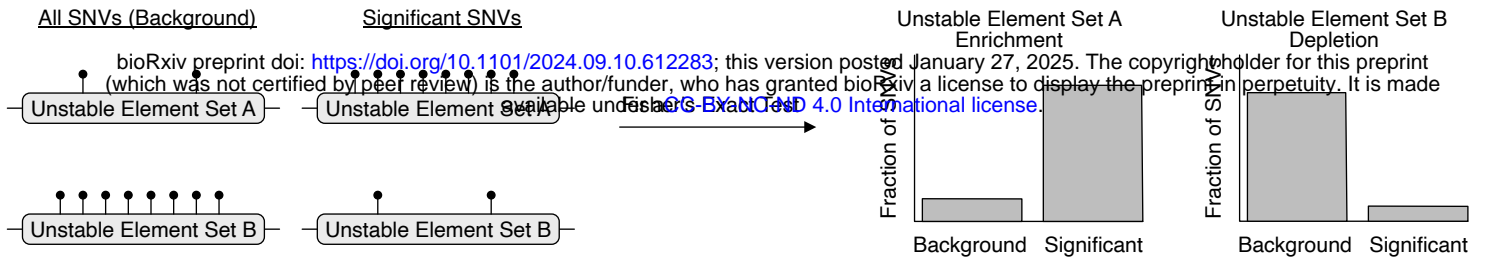 All SNVs (Background)
Significant SNVs
Unstable Element Set A
Enrichment
Unstable Element Set B
Depletion
bioRxiv preprint doi: https://doi.org/10.1101/2024.09.10.612283; this version posted January 27, 2025. The copyright holder for this preprint
(which was not certified by peer review) is the author/funder, who has granted bioRxiv a license to display the preprint in perpetuity. It is made
available under aCC-BY-NC-ND 4.0 International license.
Unstable Element Set A
Unstable Element Set A
Fisher's Exact Test
Unstable Element Set B
Unstable Element Set B
Fraction of SNVs
Background
Significant
Fraction of SNVs
Background
Significant